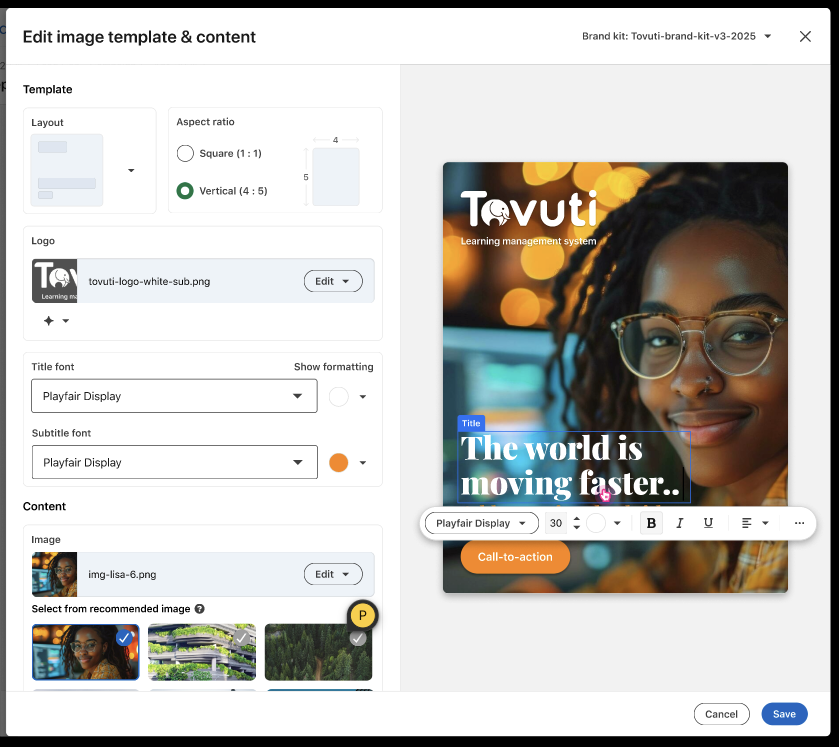 Edit image template & content
Brand kit: Tovuti-brand-kit-v3-2025
Template
Layout
Aspect ratio
Square (1 : 1)
Vertical (4 : 5)
4
5
Logo
Tov
Learning ma
tovuti-logo-white-sub.png
Edit
Title font
Show formatting
Playfair Display
Subtitle font
Playfair Display
Content
Image
img-lisa-6.png
Edit
Select from recommended image ?
P
Tovuti
Learning management system
Title
The world is
moving faster..
Playfair Display
30
B I U
Call-to-action
Cancel
Save